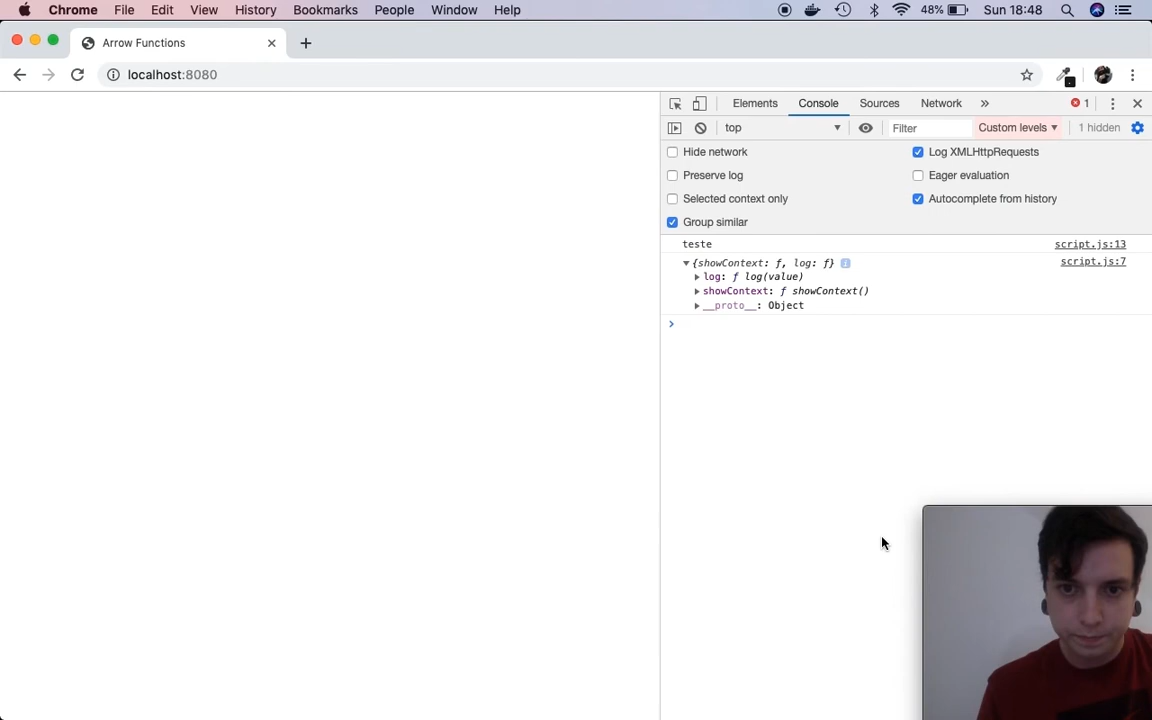 Chrome File Edit View History Bookmarks People Window Help 48% Sun 18:48
Arrow Functions
localhost:8080
Elements Console Sources Network » 1
top Filter Custom levels 1 hidden
Hide network Log XMLHttpRequests
Preserve log Eager evaluation
Selected context only Autocomplete from history
Group similar
teste script.js:13
{showContext: ƒ, log: ƒ} script.js:7
log: ƒ log(value)
showContext: ƒ showContext()
__proto__: Object